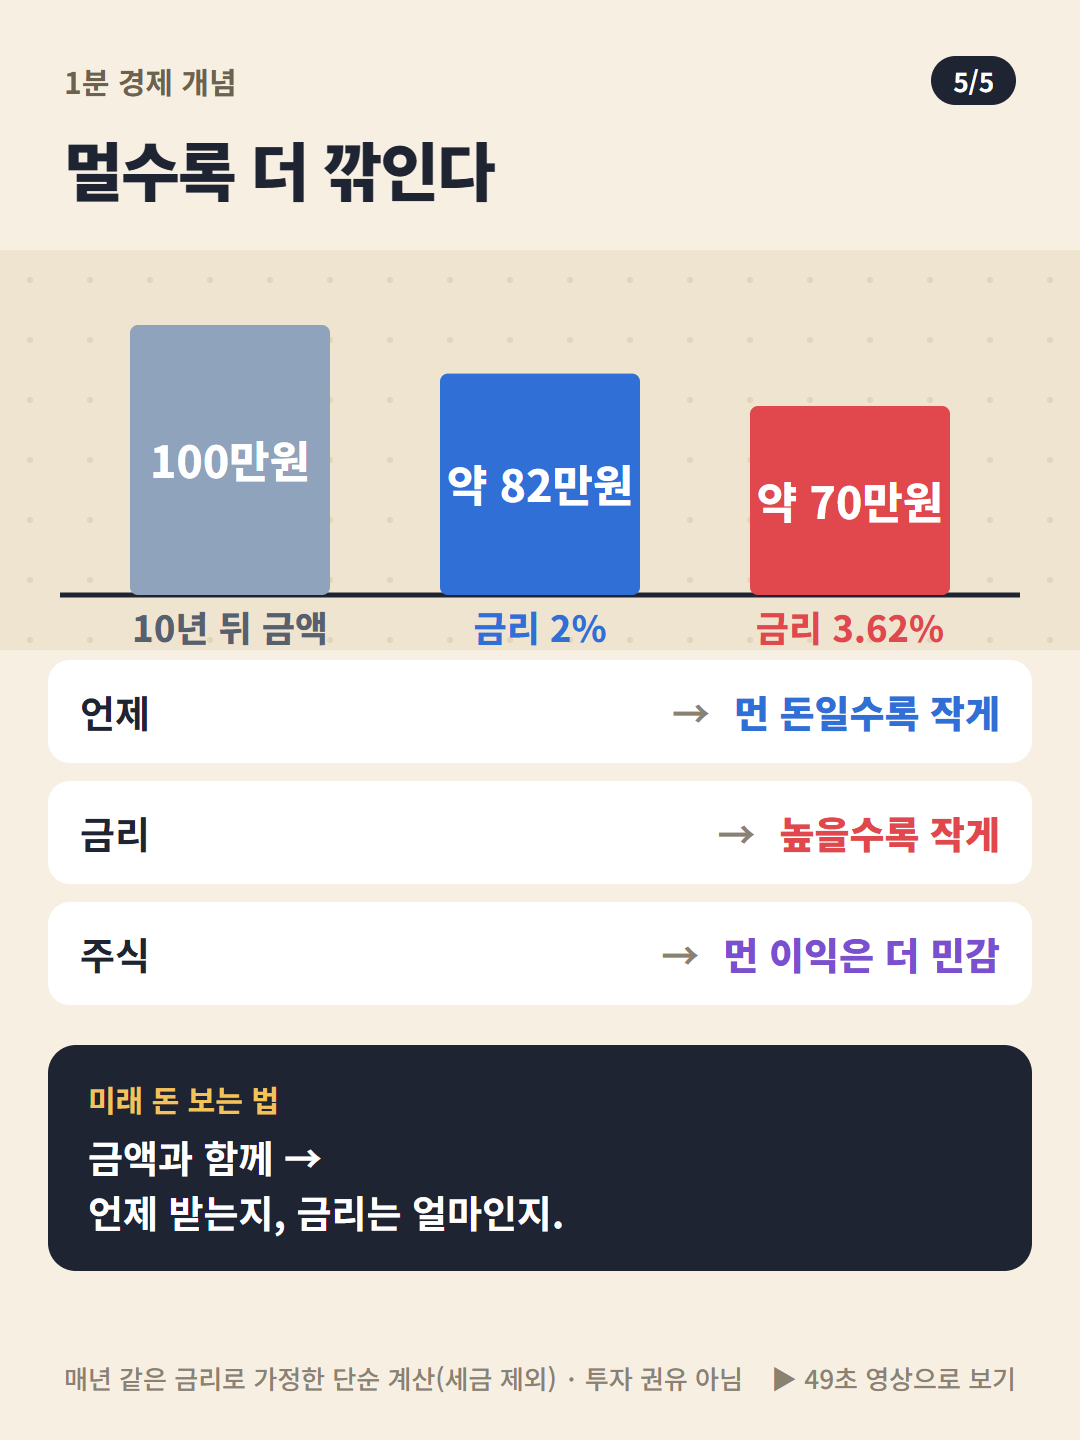 1분 경제 개념
5/5
멀수록 더 깎인다
100만원
약 82만원
약 70만원
10년 뒤 금액
금리 2%
금리 3.62%
언제 → 먼 돈일수록 작게
금리 → 높을수록 작게
주식 → 먼 이익은 더 민감
미래 돈 보는 법
금액과 함께 →
언제 받는지, 금리는 얼마인지.
매년 같은 금리로 가정한 단순 계산(세금 제외) · 투자 권유 아님
▶ 49초 영상으로 보기